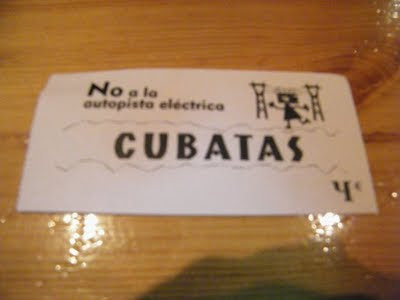 No a la
autopista eléctrica
CUBATAS
4€